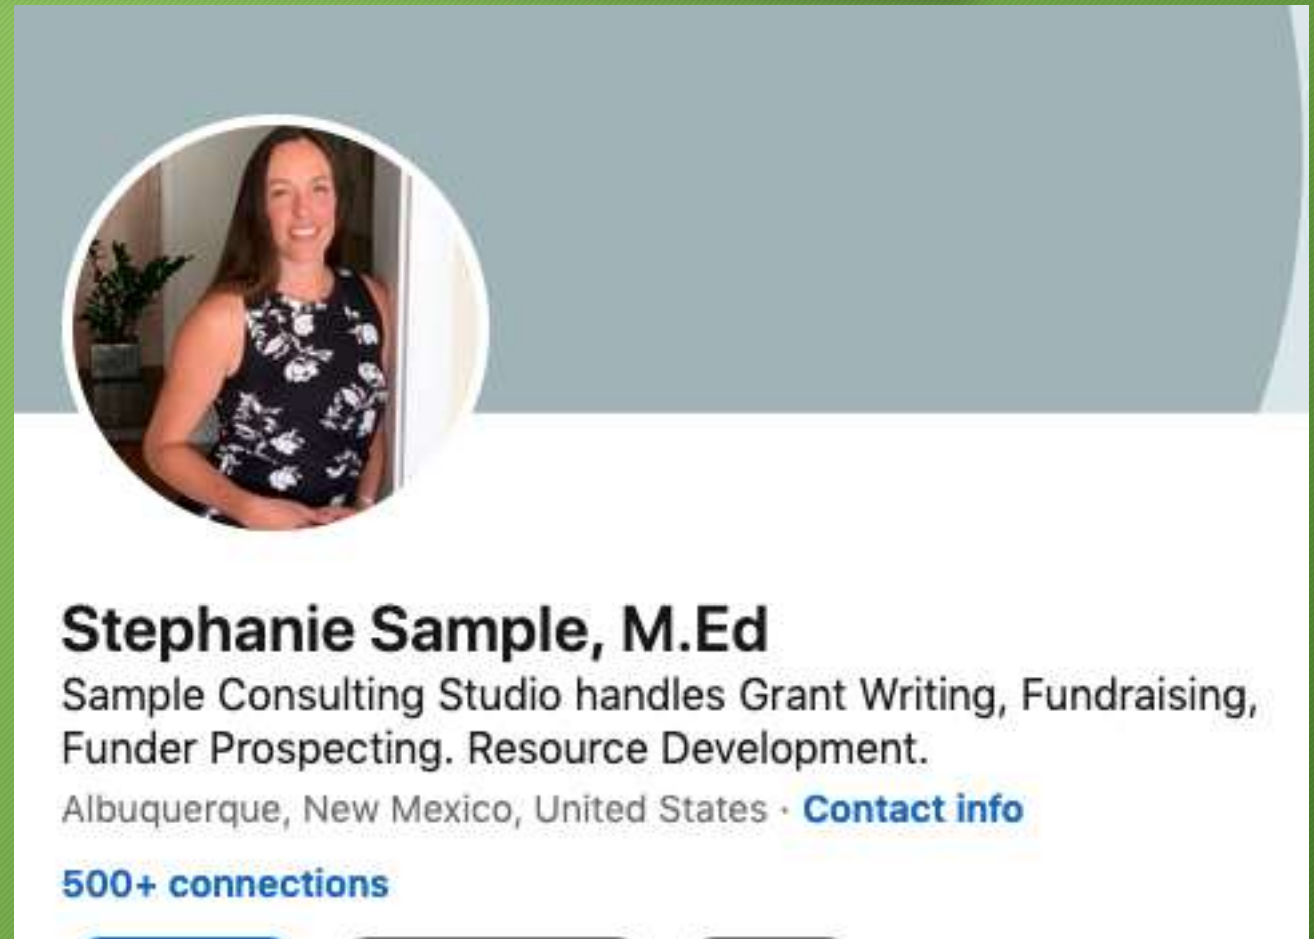 Stephanie Sample, M.Ed
Sample Consulting Studio handles Grant Writing, Fundraising,
Funder Prospecting. Resource Development.
Albuquerque, New Mexico, United States · Contact info
500+ connections